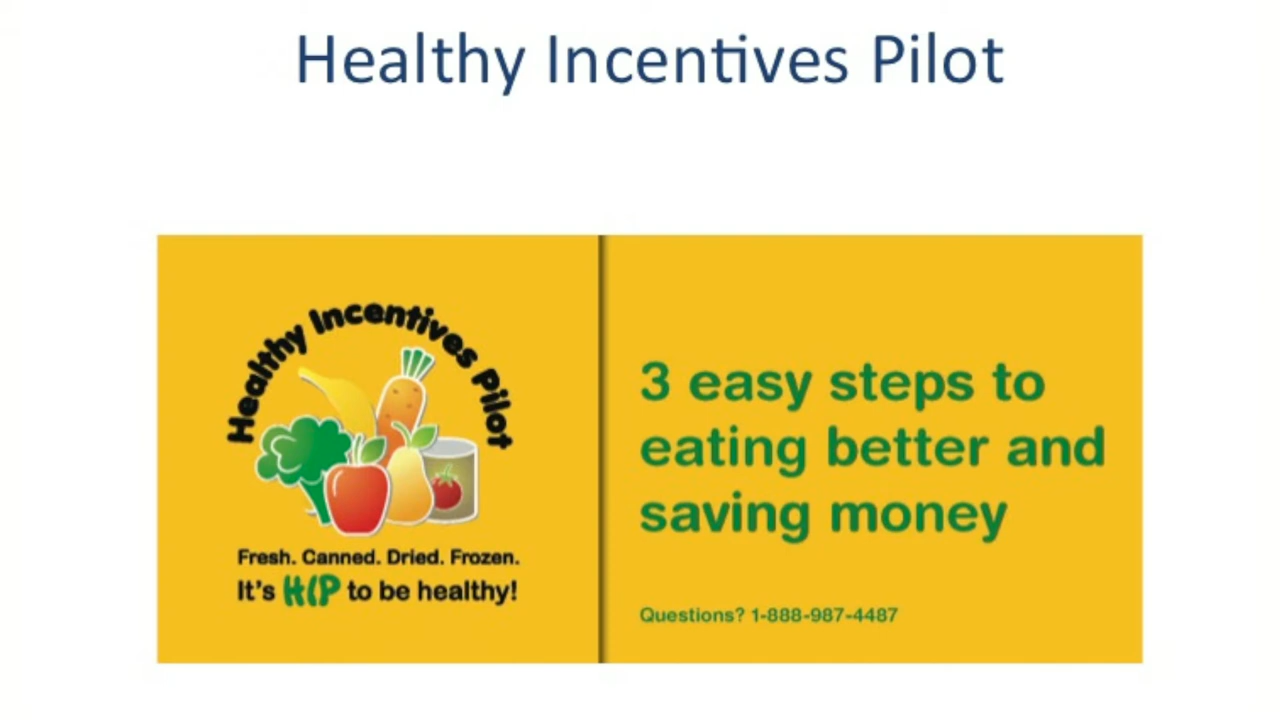 Healthy Incentives Pilot
Healthy Incentives Pilot
Fresh. Canned. Dried. Frozen.
It's HIP to be healthy!
3 easy steps to
eating better and
saving money
Questions? 1-888-987-4487